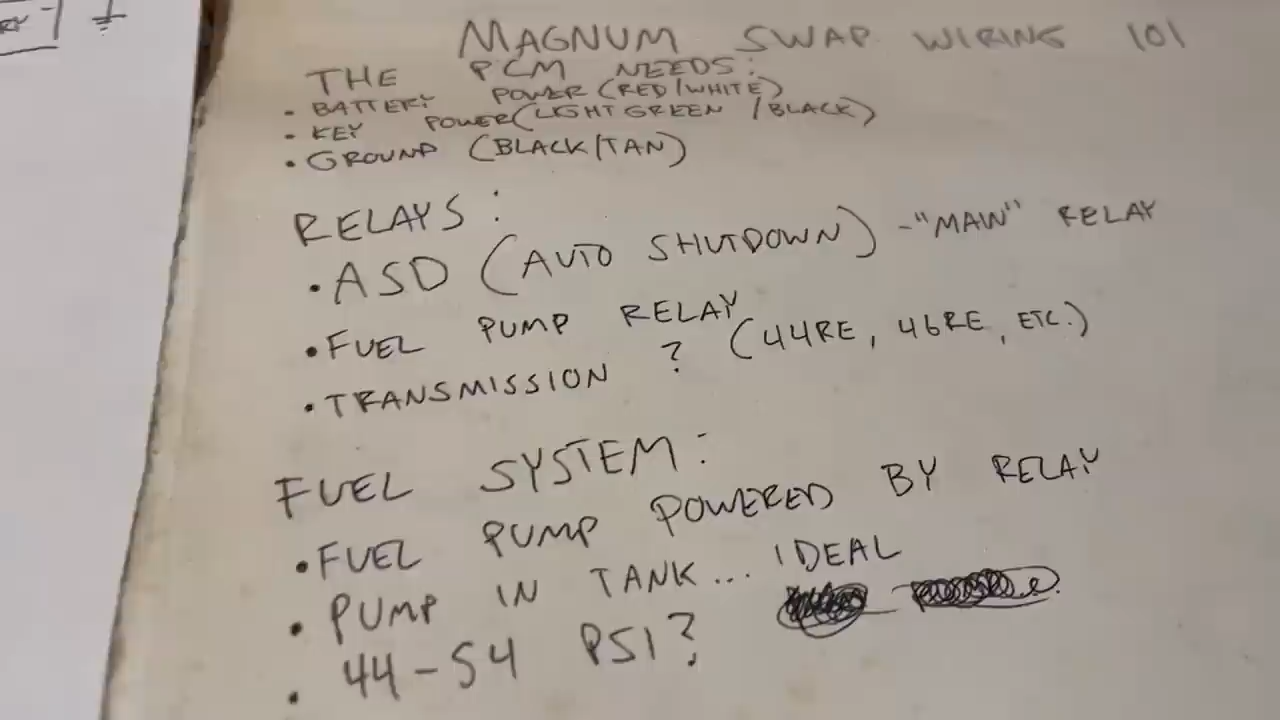 MAGNUM SWAP WIRING 101
THE PCM NEEDS:
• BATTERY POWER (RED/WHITE)
• KEY POWER (LIGHT GREEN /BLACK)
• GROUND (BLACK/TAN)
RELAYS:
• ASD (AUTO SHUTDOWN) - "MAIN" RELAY
• FUEL PUMP RELAY
• TRANSMISSION ? (44RE, 46RE, ETC.)
FUEL SYSTEM:
• FUEL PUMP POWERED BY RELAY
• PUMP IN TANK... IDEAL
• 44-54 PSI?